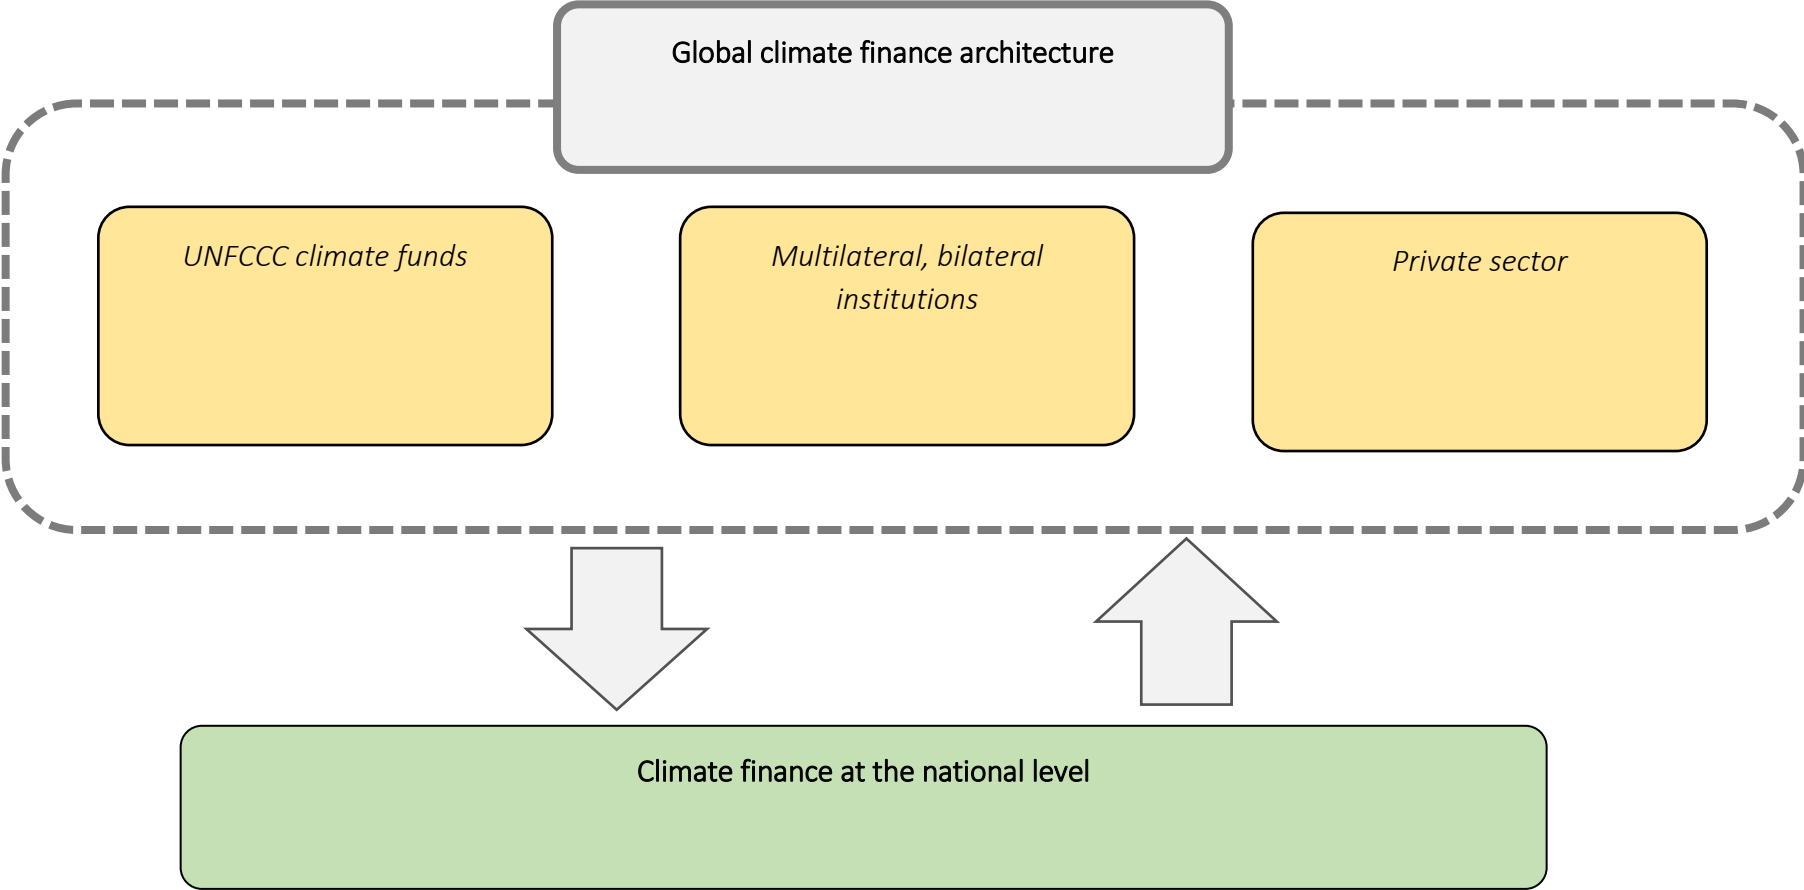 Global climate finance architecture
UNFCCC climate funds
Multilateral, bilateral
institutions
Private sector
Climate finance at the national level